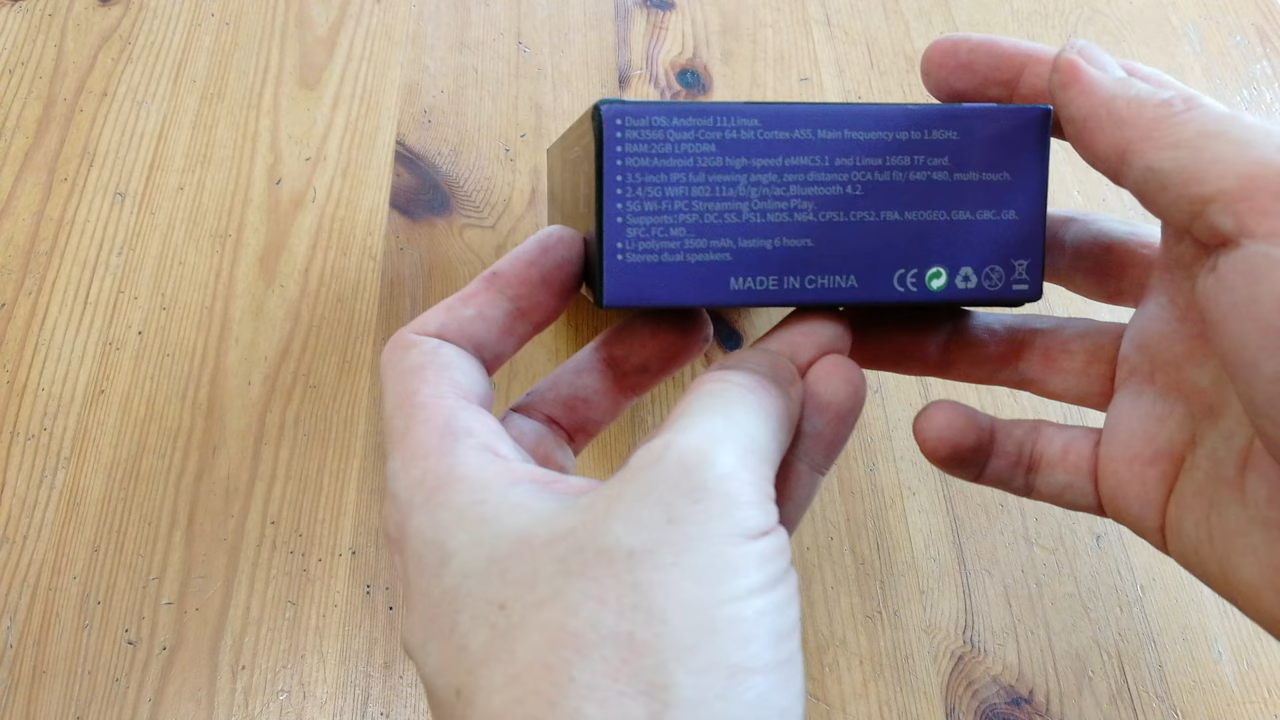 • Dual OS: Android 11,Linux.
• RK3566 Quad-Core 64-bit Cortex-A55, Main frequency up to 1.8GHz.
• RAM:2GB LPDDR4.
• ROM:Android 32GB high-speed eMMC5.1 and Linux 16GB TF card.
• 3.5-inch IPS full viewing angle, zero distance OCA full fit/ 640*480, multi-touch.
• 2.4/5G WIFI 802.11a/b/g/n/ac,Bluetooth 4.2.
• 5G Wi-Fi PC Streaming Online Play.
• Supports: PSP, DC, SS, PS1, NDS, N64, CPS1, CPS2, FBA, NEOGEO, GBA, GBC, GB,
SFC, FC, MD...
• Li-polymer 3500 mAh, lasting 6 hours.
• Stereo dual speakers.
MADE IN CHINA CE